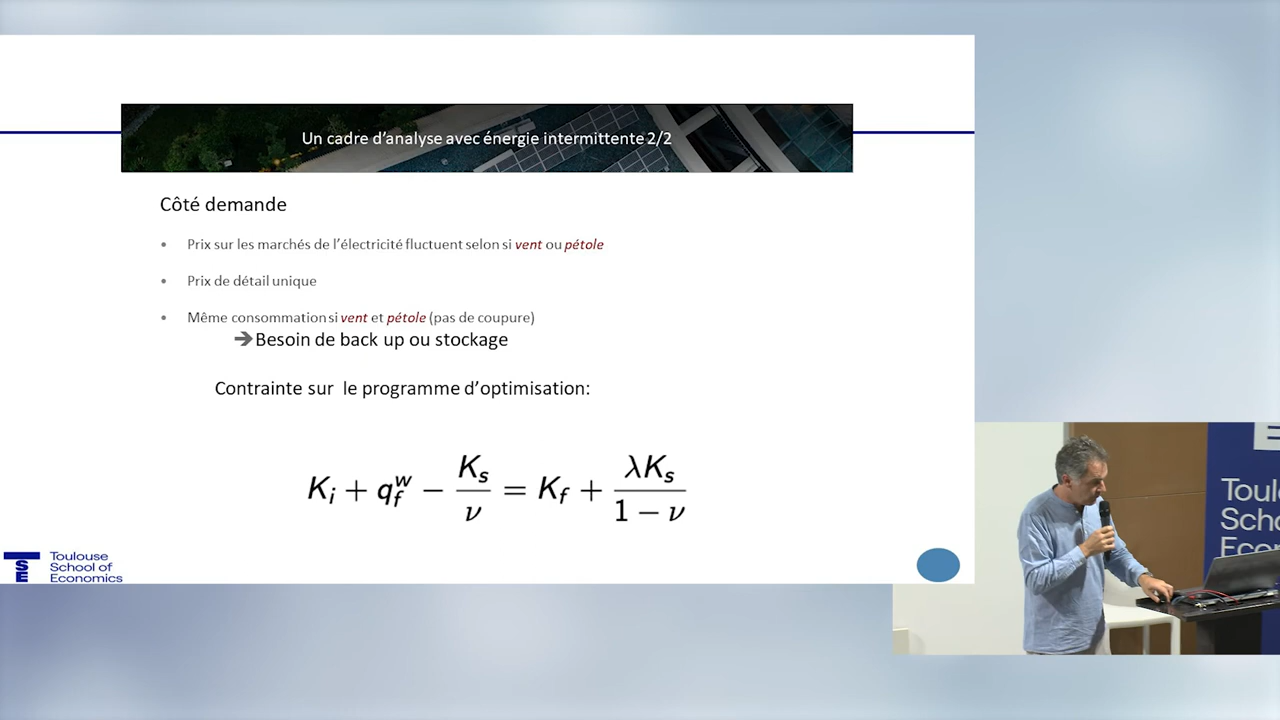 Un cadre d'analyse avec énergie intermittente 2/2
Côté demande
• Prix sur les marchés de l'électricité fluctuent selon si vent ou pétole
• Prix de détail unique
• Même consommation si vent et pétole (pas de coupure)
➔ Besoin de back up ou stockage
Contrainte sur le programme d'optimisation:
K_i + q_f^w − K_s/ν = K_f + λK_s/(1 − ν)
TSE
Toulouse
School of
Economics
E
Toul
Scho
Econ